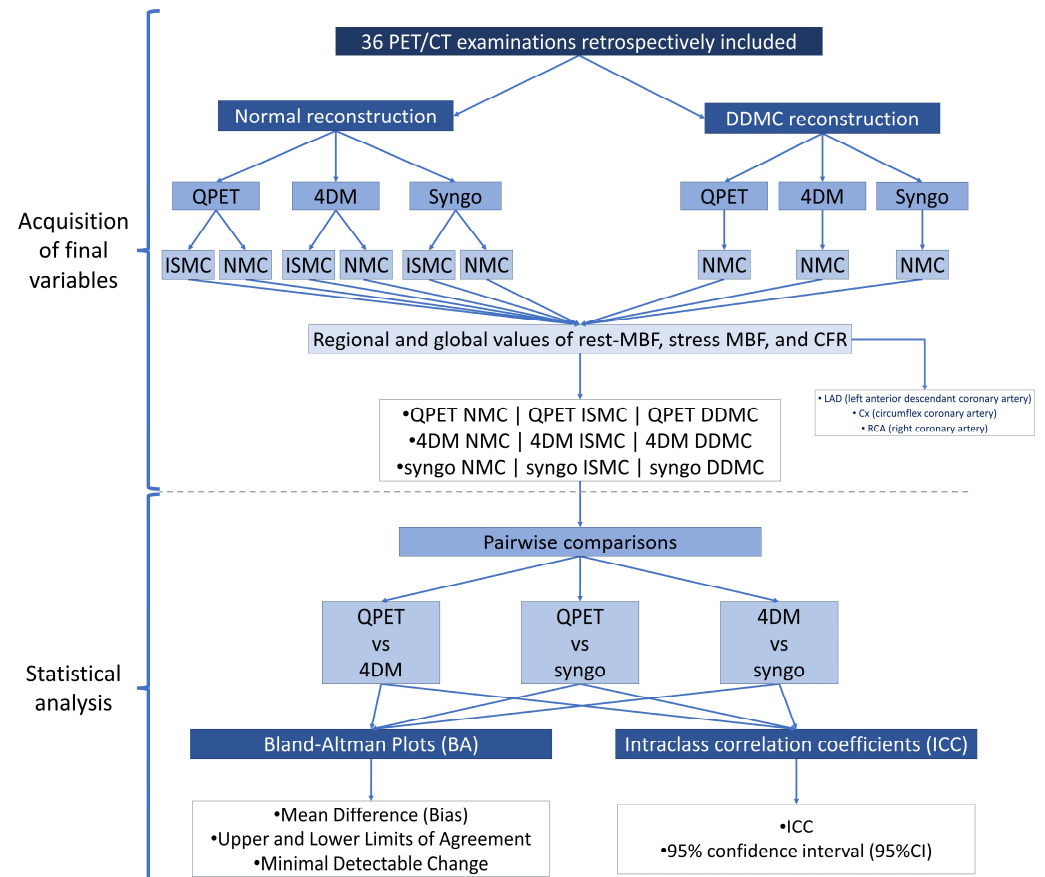 36 PET/CT examinations retrospectively included
Normal reconstruction
DDMC reconstruction
QPET
4DM
Syngo
QPET
4DM
Syngo
ISMC
NMC
ISMC
NMC
ISMC
NMC
NMC
NMC
NMC
Acquisition
of final
variables
Regional and global values of rest-MBF, stress MBF, and CFR
• LAD (left anterior descendant coronary artery)
• Cx (circumflex coronary artery)
• RCA (right coronary artery)
•QPET NMC | QPET ISMC | QPET DDMC
•4DM NMC | 4DM ISMC | 4DM DDMC
•syngo NMC | syngo ISMC | syngo DDMC
Pairwise comparisons
QPET
vs
4DM
QPET
vs
syngo
4DM
vs
syngo
Statistical
analysis
Bland-Altman Plots (BA)
Intraclass correlation coefficients (ICC)
•Mean Difference (Bias)
•Upper and Lower Limits of Agreement
•Minimal Detectable Change
•ICC
•95% confidence interval (95%CI)